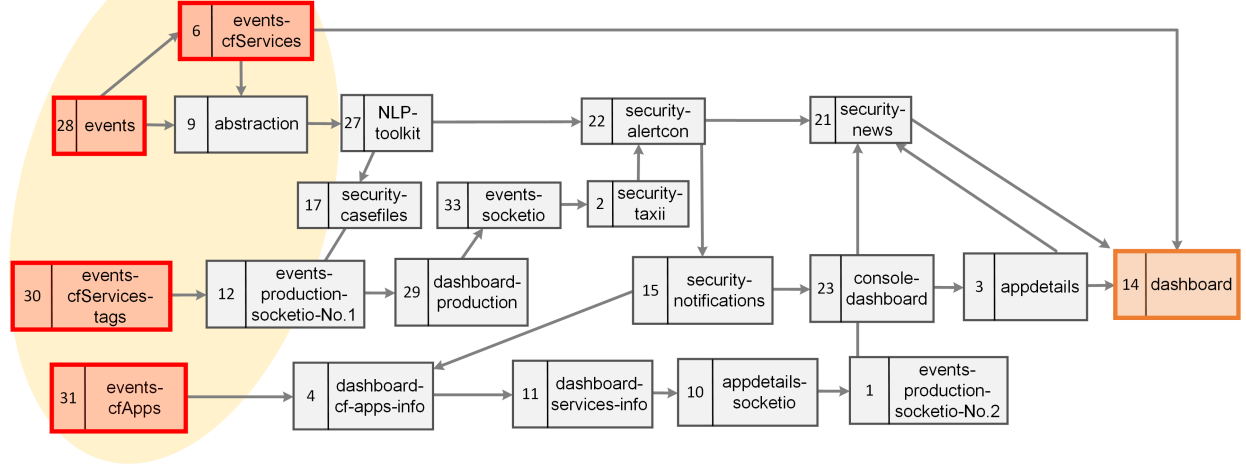 6
events-
cfServices
28
events
9
abstraction
27
NLP-
toolkit
22
security-
alertcon
21
security-
news
17
security-
casefiles
33
events-
socketio
2
security-
taxii
30
events-
cfServices-
tags
12
events-
production-
socketio-No.1
29
dashboard-
production
15
security-
notifications
23
console-
dashboard
3
appdetails
14
dashboard
31
events-
cfApps
4
dashboard-
cf-apps-info
11
dashboard-
services-info
10
appdetails-
socketio
1
events-
production-
socketio-No.2